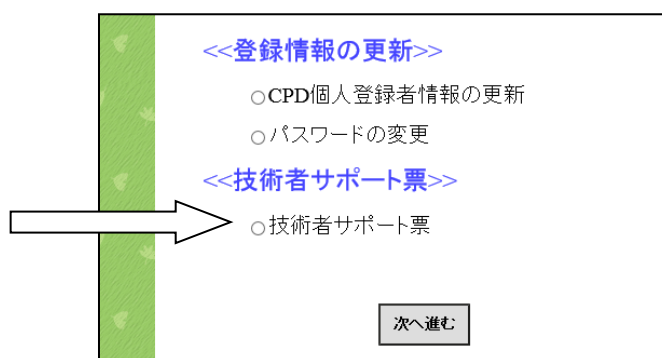 <<登録情報の更新>>
CPD個人登録者情報の更新
パスワードの変更
<<技術者サポート票>>
技術者サポート票
次へ進む